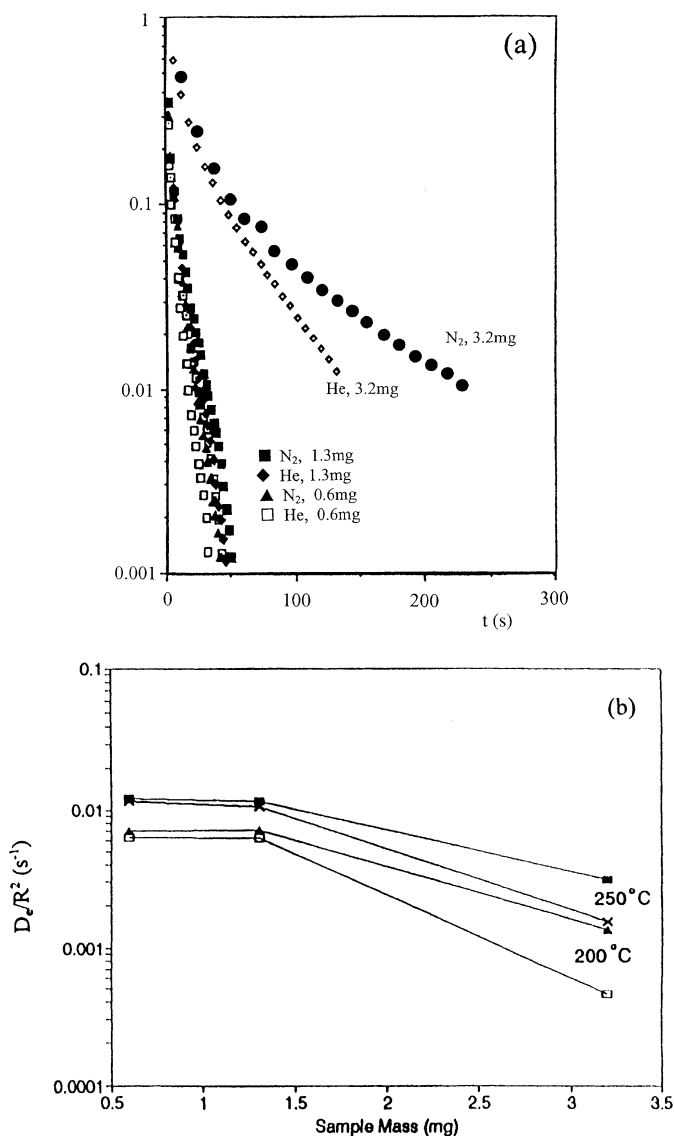 (a)
1
0.1
0.01
0.001
N₂, 3.2mg
He, 3.2mg
N₂, 1.3mg
He, 1.3mg
N₂, 0.6mg
He, 0.6mg
0 100 200 300
t (s)
(b)
0.1
0.01
0.001
0.0001
Dₑ/R² (s⁻¹)
250°C
200°C
0.5 1 1.5 2 2.5 3 3.5
Sample Mass (mg)